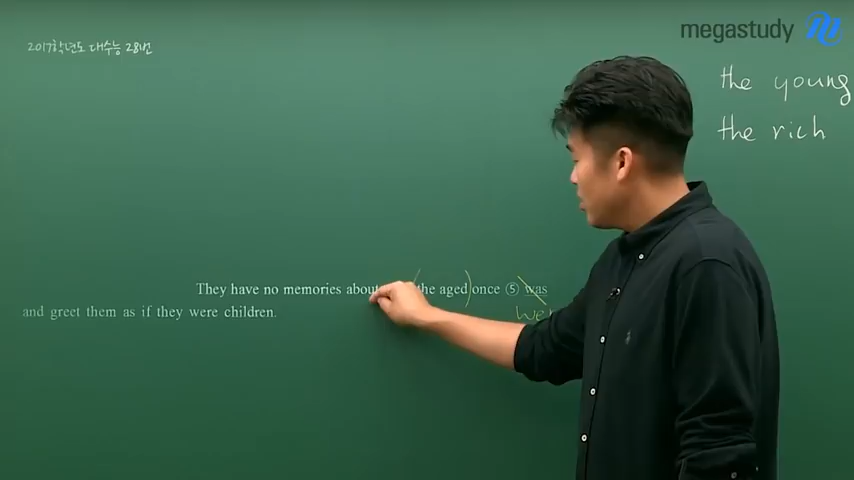 megastudy
2017학년도 대수능 28번
the young
the rich
They have no memories about the aged once ⑤ was
and greet them as if they were children.